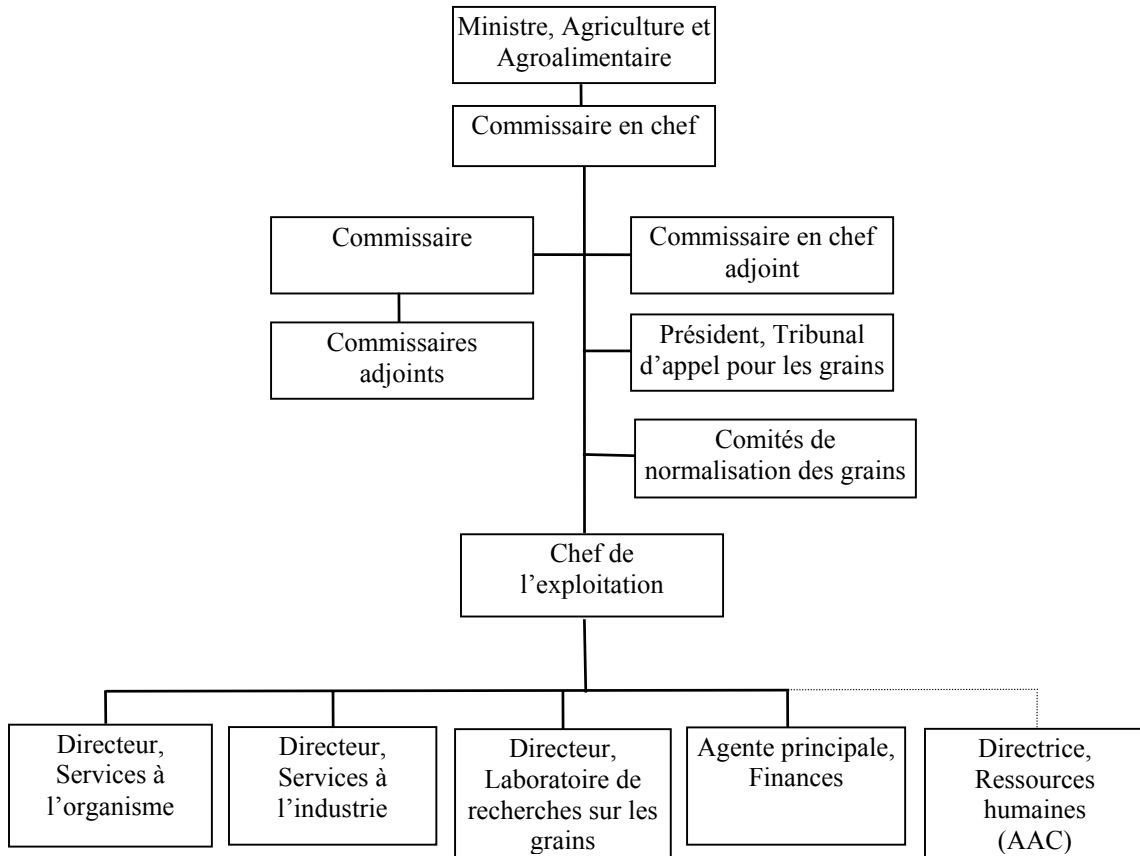 Ministre, Agriculture et
Agroalimentaire
Commissaire en chef
Commissaire
Commissaire en chef
adjoint
Commissaires
adjoints
Président, Tribunal
d’appel pour les grains
Comités de
normalisation des grains
Chef de
l’exploitation
Directeur,
Services à
l’organisme
Directeur,
Services à
l’industrie
Directeur,
Laboratoire de
recherches sur les
grains
Agente principale,
Finances
Directrice,
Ressources
humaines
(AAC)